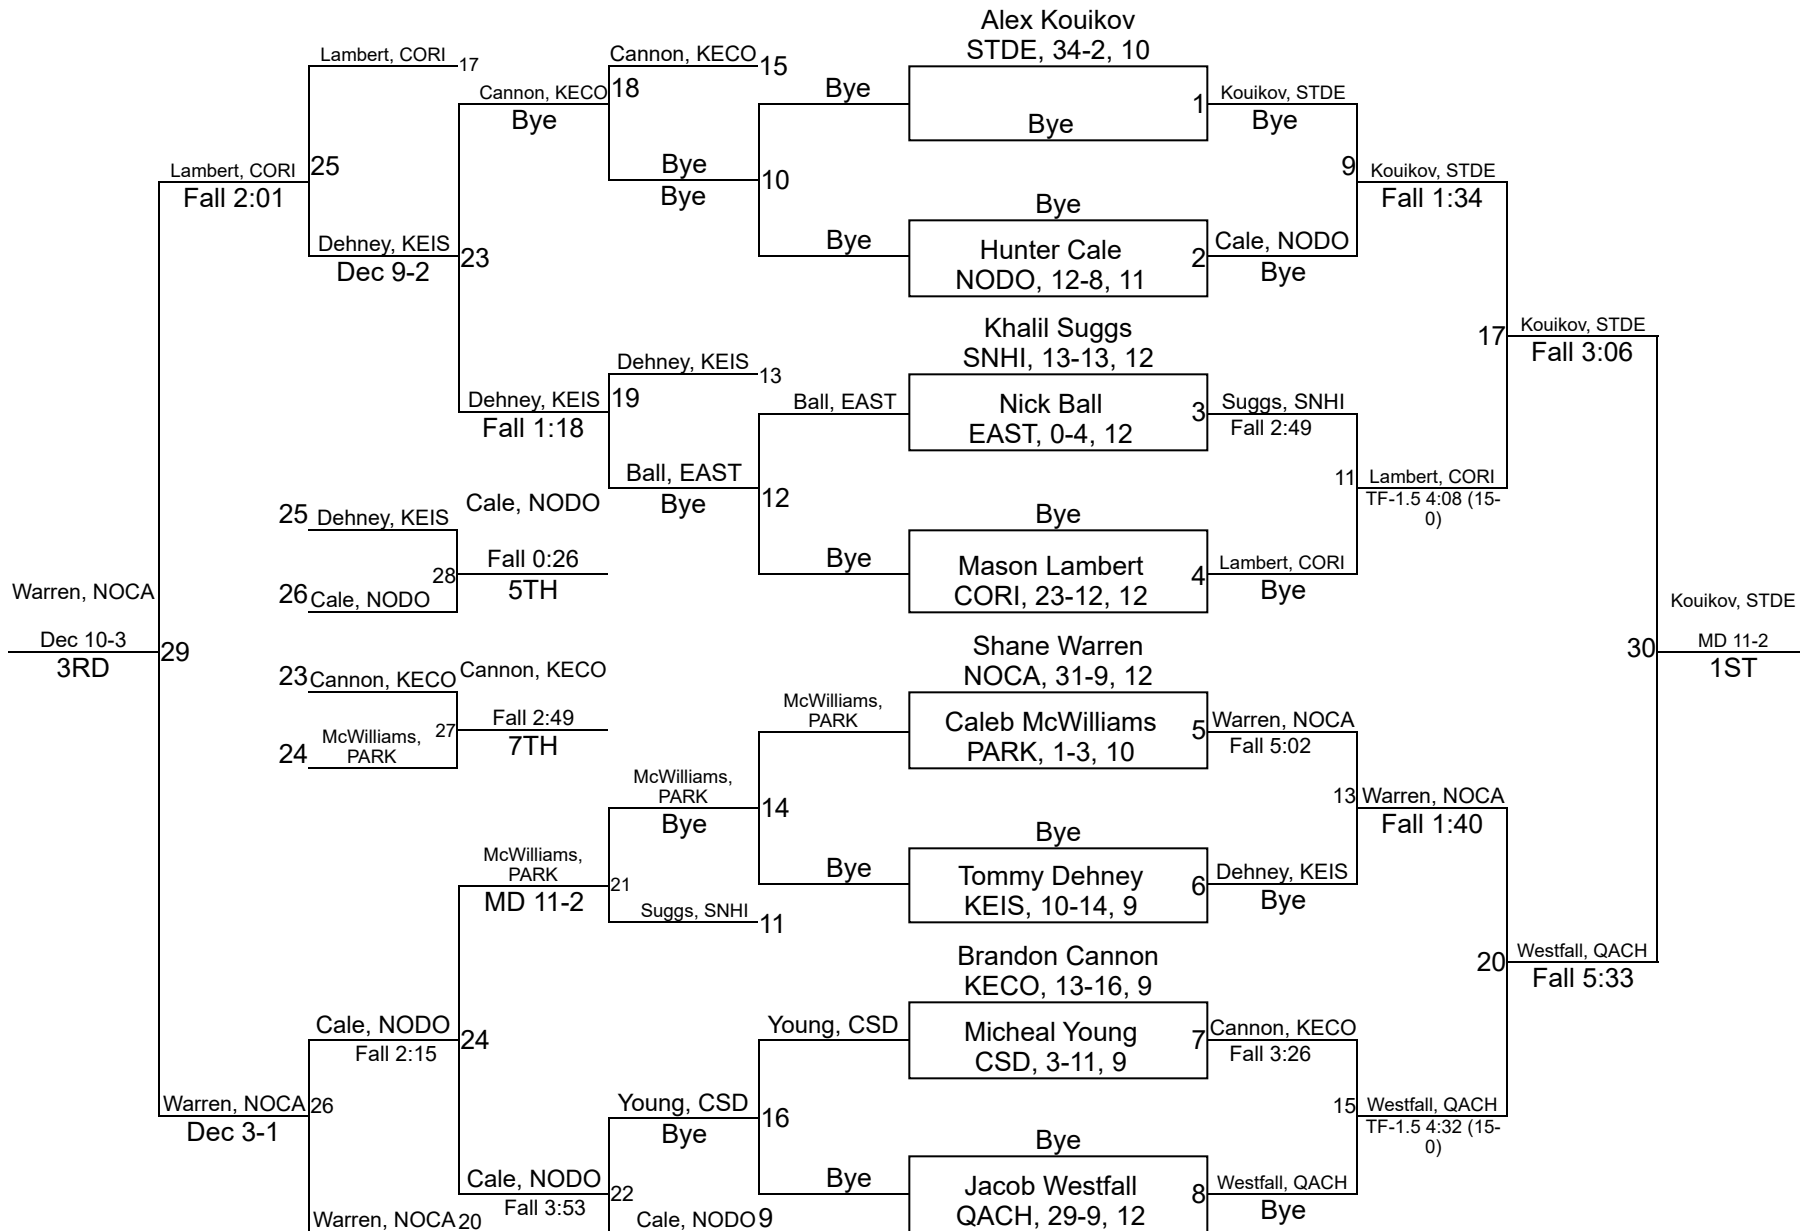 Alex Kouikov
STDE, 34-2, 10
Lambert, CORI 17
Cannon, KECO 15
Cannon, KECO 18
Bye
Bye
1 Kouikov, STDE
Bye
Bye
Lambert, CORI 25
Fall 2:01
Bye
Bye
10
9 Kouikov, STDE
Fall 1:34
Bye
Dehney, KEIS
Dec 9-2
23
Bye
Hunter Cale
NODO, 12-8, 11
2 Cale, NODO
Bye
Khalil Suggs
SNHI, 13-13, 12
17 Kouikov, STDE
Fall 3:06
Dehney, KEIS 13
Dehney, KEIS 19
Fall 1:18
Ball, EAST
Nick Ball
EAST, 0-4, 12
3 Suggs, SNHI
Fall 2:49
Ball, EAST
Bye
12
11 Lambert, CORI
TF-1.5 4:08 (15-
0)
25 Dehney, KEIS
Cale, NODO
Bye
Fall 0:26
28
5TH
26 Cale, NODO
Bye
Mason Lambert
CORI, 23-12, 12
4 Lambert, CORI
Bye
Warren, NOCA
Dec 10-3
3RD
29
Kouikov, STDE
30 MD 11-2
1ST
Shane Warren
NOCA, 31-9, 12
23 Cannon, KECO
Cannon, KECO
Fall 2:49
27
7TH
24 McWilliams,
PARK
McWilliams,
PARK
Caleb McWilliams
PARK, 1-3, 10
5 Warren, NOCA
Fall 5:02
McWilliams,
PARK
Bye
14
13 Warren, NOCA
Fall 1:40
Bye
McWilliams,
PARK
MD 11-2
21
Bye
Tommy Dehney
KEIS, 10-14, 9
6 Dehney, KEIS
Bye
Suggs, SNHI 11
Brandon Cannon
KECO, 13-16, 9
20 Westfall, QACH
Fall 5:33
Cale, NODO
Fall 2:15
24
Young, CSD
Micheal Young
CSD, 3-11, 9
7 Cannon, KECO
Fall 3:26
Warren, NOCA 26
Dec 3-1
Young, CSD
Bye
16
15 Westfall, QACH
TF-1.5 4:32 (15-
0)
Bye
Cale, NODO
Fall 3:53
22
Bye
Jacob Westfall
QACH, 29-9, 12
8 Westfall, QACH
Bye
Warren, NOCA 20
Cale, NODO 9